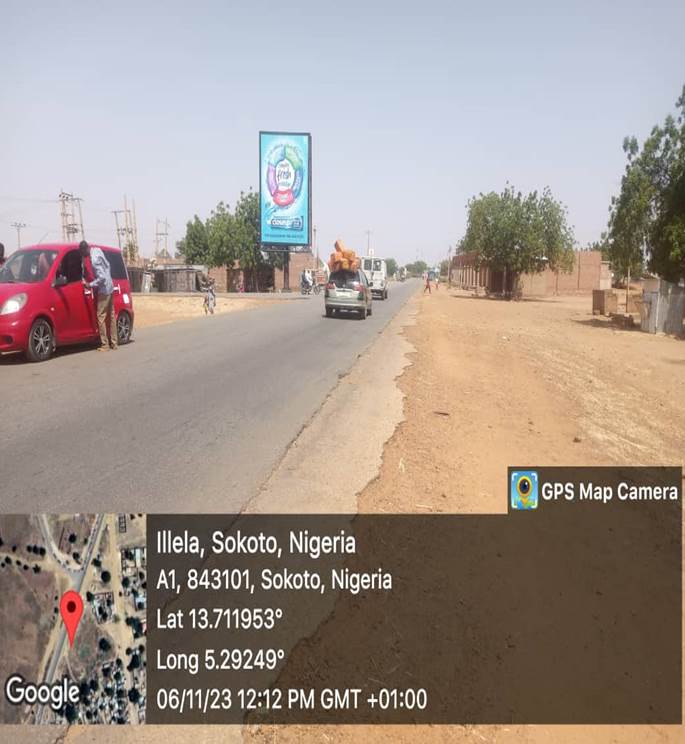 fresh
GPS Map Camera
Illela, Sokoto, Nigeria
A1, 843101, Sokoto, Nigeria
Lat 13.711953°
Long 5.29249°
06/11/23 12:12 PM GMT +01:00
Google